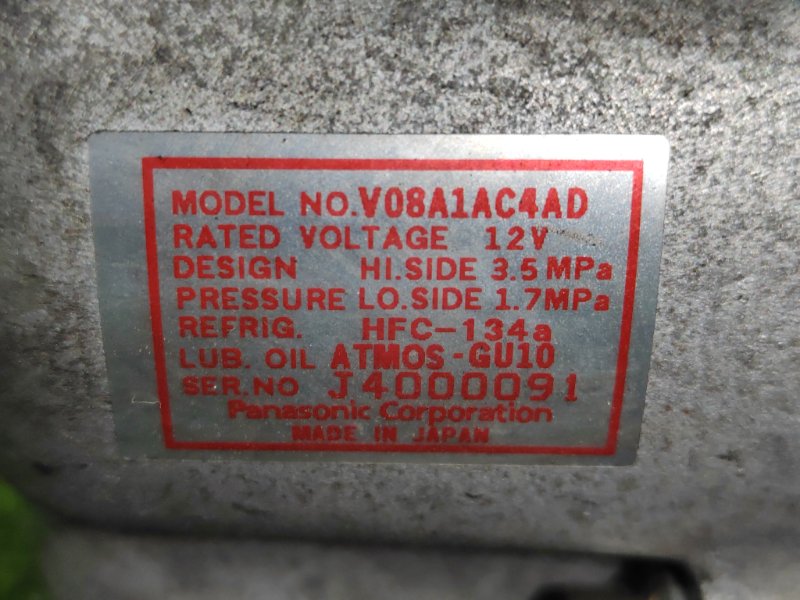 MODEL NO.V08A1AC4AD
RATED VOLTAGE 12V
DESIGN HI.SIDE 3.5MPa
PRESSURE LO.SIDE 1.7MPa
REFRIG. HFC-134a
LUB. OIL ATMOS-GU10
SER.NO J4000091
Panasonic Corporation
MADE IN JAPAN